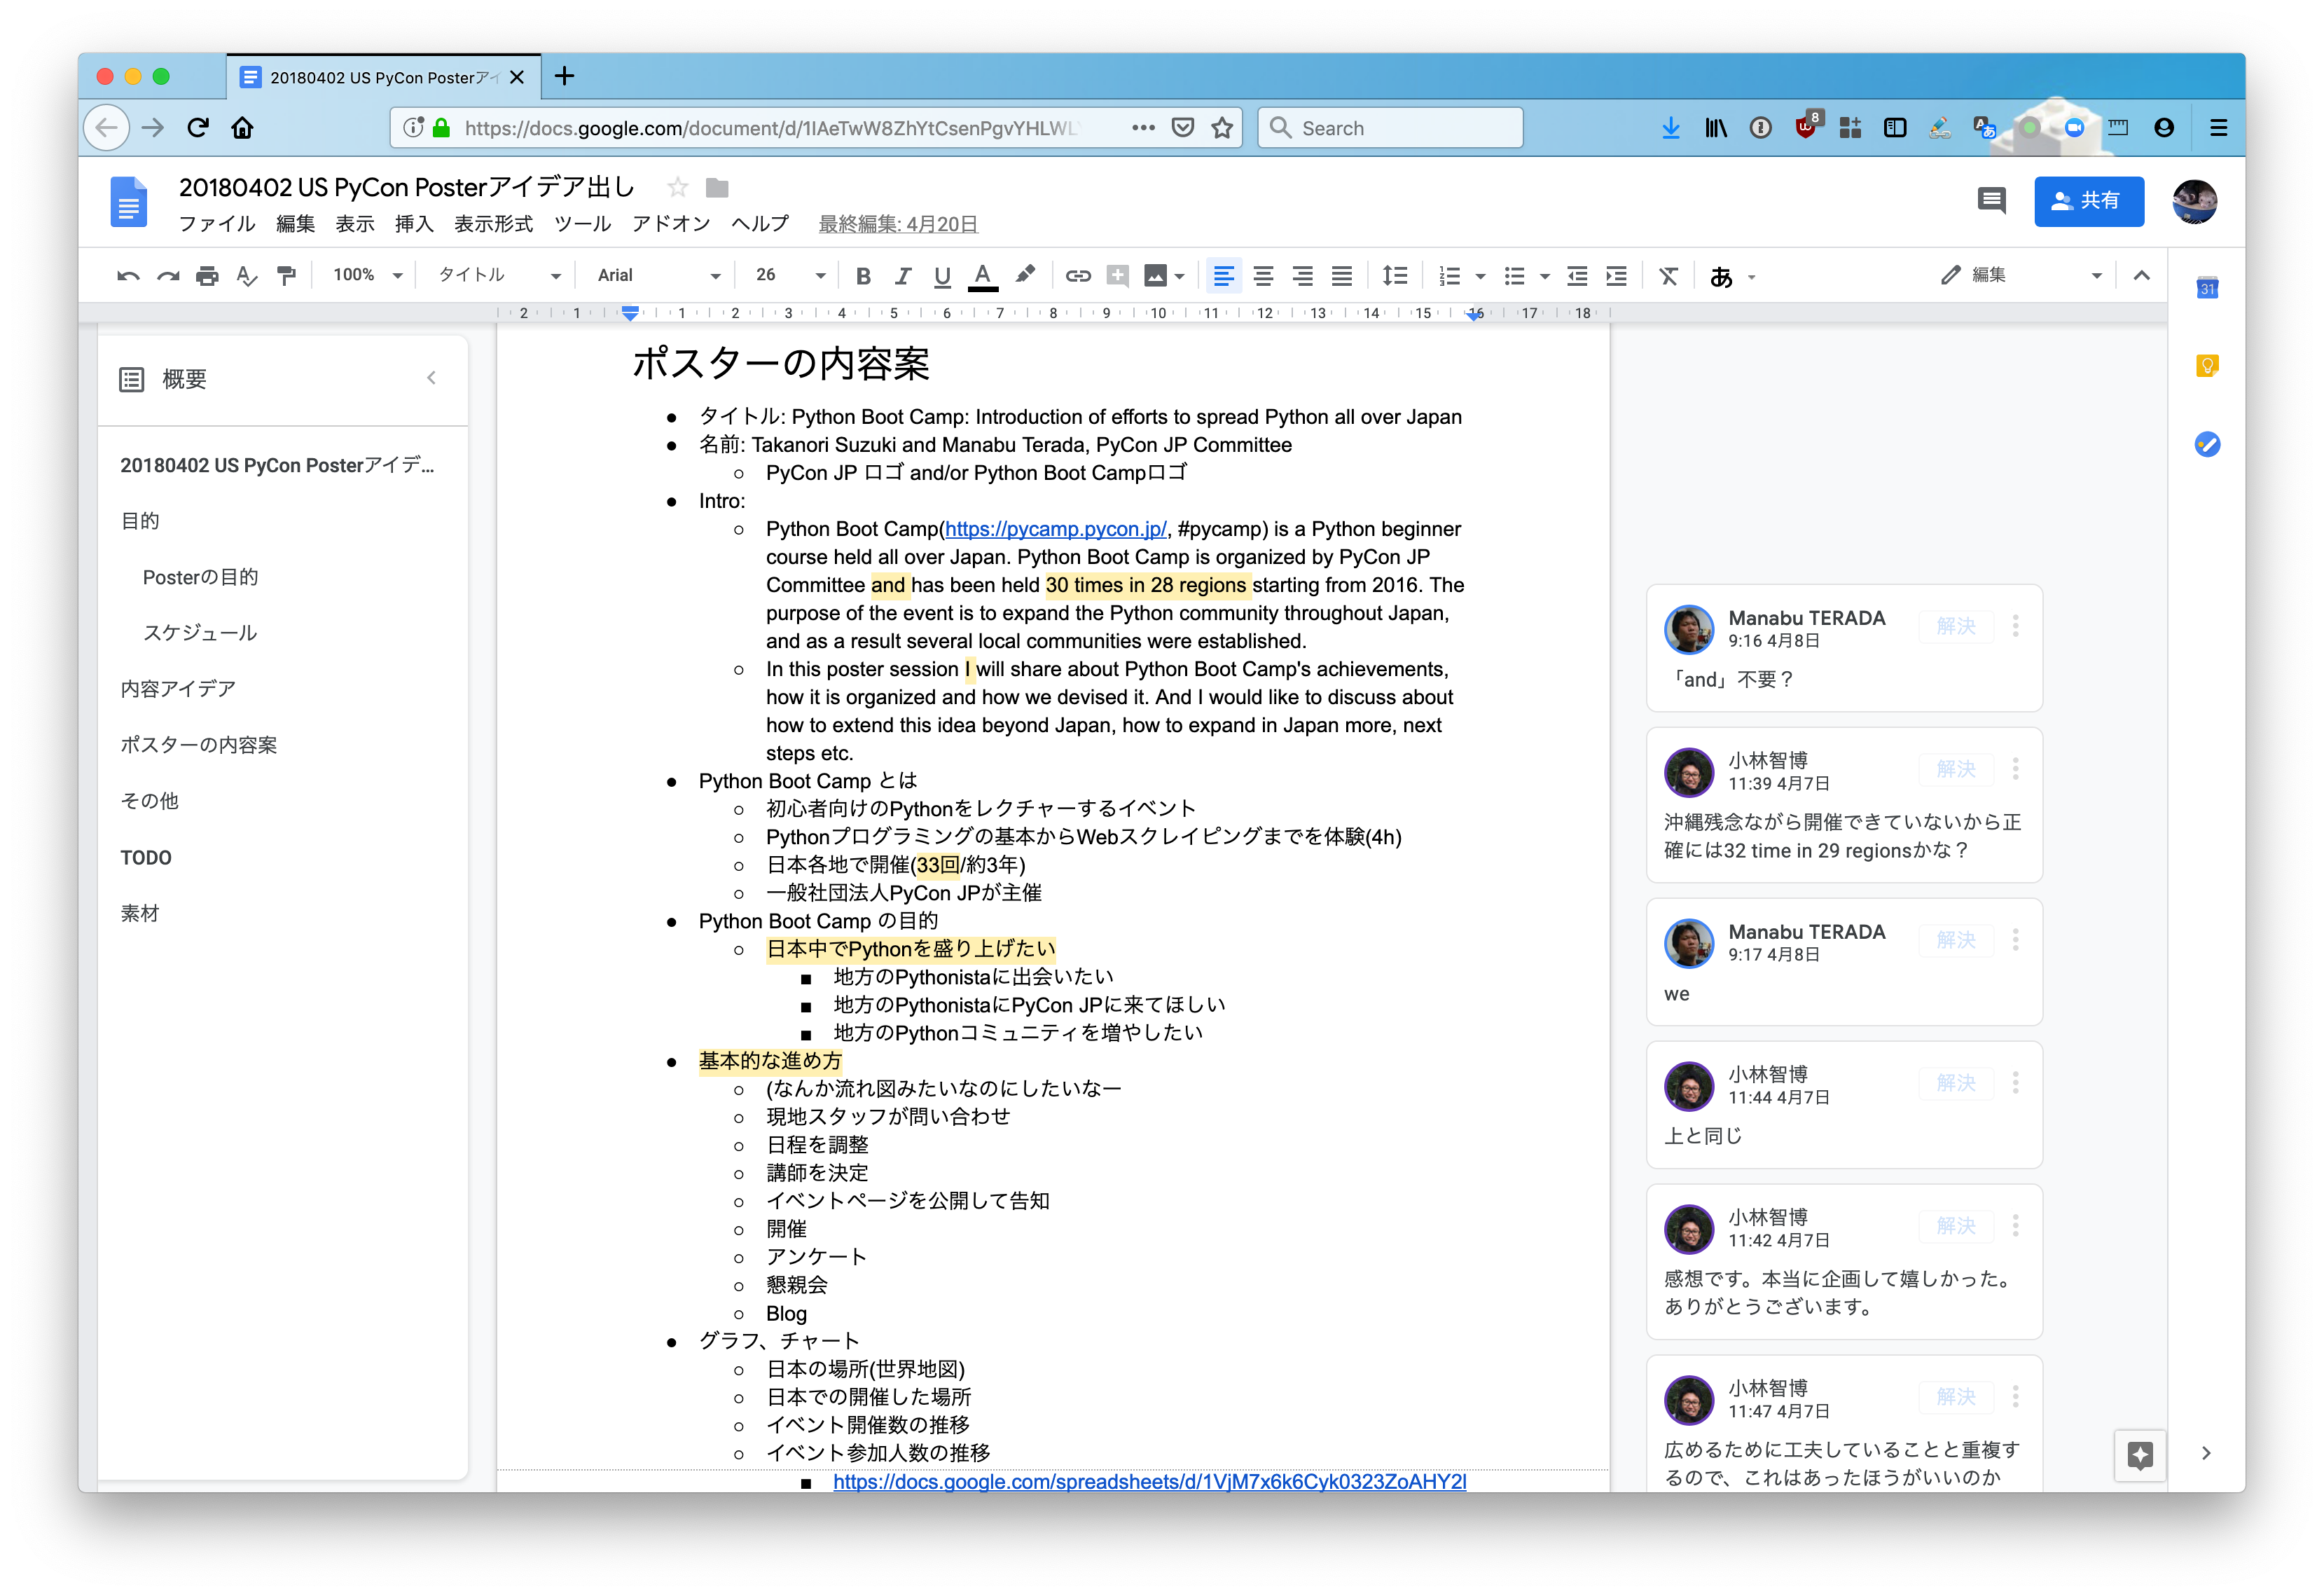 20180402 US PyCon Posterアイ
https://docs.google.com/document/d/1IAeTwW8ZhYtCsenPgvYHLWL
Search
8
20180402 US PyCon Posterアイデア出し
ファイル 編集 表示 挿入 表示形式 ツール アドオン ヘルプ 最終編集: 4月20日
共有
100% タイトル Arial 26 B I U A あ 編集
31
2 1 1 2 3 4 5 6 7 8 9 10 11 12 13 14 15 16 17 18
概要
20180402 US PyCon Posterアイデ...
目的
Posterの目的
スケジュール
内容アイデア
ポスターの内容案
その他
TODO
素材
ポスターの内容案
● タイトル: Python Boot Camp: Introduction of efforts to spread Python all over Japan
● 名前: Takanori Suzuki and Manabu Terada, PyCon JP Committee
○ PyCon JP ロゴ and/or Python Boot Campロゴ
● Intro:
○ Python Boot Camp(https://pycamp.pycon.jp/, #pycamp) is a Python beginner
course held all over Japan. Python Boot Camp is organized by PyCon JP
Committee and has been held 30 times in 28 regions starting from 2016. The
purpose of the event is to expand the Python community throughout Japan,
and as a result several local communities were established.
○ In this poster session I will share about Python Boot Camp's achievements,
how it is organized and how we devised it. And I would like to discuss about
how to extend this idea beyond Japan, how to expand in Japan more, next
steps etc.
● Python Boot Camp とは
○ 初心者向けのPythonをレクチャーするイベント
○ Pythonプログラミングの基本からWebスクレイピングまでを体験(4h)
○ 日本各地で開催(33回/約3年)
○ 一般社団法人PyCon JPが主催
● Python Boot Camp の目的
○ 日本中でPythonを盛り上げたい
■ 地方のPythonistaに出会いたい
■ 地方のPythonistaにPyCon JPに来てほしい
■ 地方のPythonコミュニティを増やしたい
● 基本的な進め方
○ (なんか流れ図みたいなのにしたいなー
○ 現地スタッフが問い合わせ
○ 日程を調整
○ 講師を決定
○ イベントページを公開して告知
○ 開催
○ アンケート
○ 懇親会
○ Blog
● グラフ、チャート
○ 日本の場所(世界地図)
○ 日本での開催した場所
○ イベント開催数の推移
○ イベント参加人数の推移
■ https://docs.google.com/spreadsheets/d/1VjM7x6k6Cyk0323ZoAHY2l
Manabu TERADA
解決
9:16 4月8日
「and」不要？
小林智博
解決
11:39 4月7日
沖縄残念ながら開催できていないから正
確には32 time in 29 regionsかな？
Manabu TERADA
解決
9:17 4月8日
we
小林智博
解決
11:44 4月7日
上と同じ
小林智博
解決
11:42 4月7日
感想です。本当に企画して嬉しかった。
ありがとうございます。
小林智博
解決
11:47 4月7日
広めるために工夫していることと重複す
るので、これはあったほうがいいのか